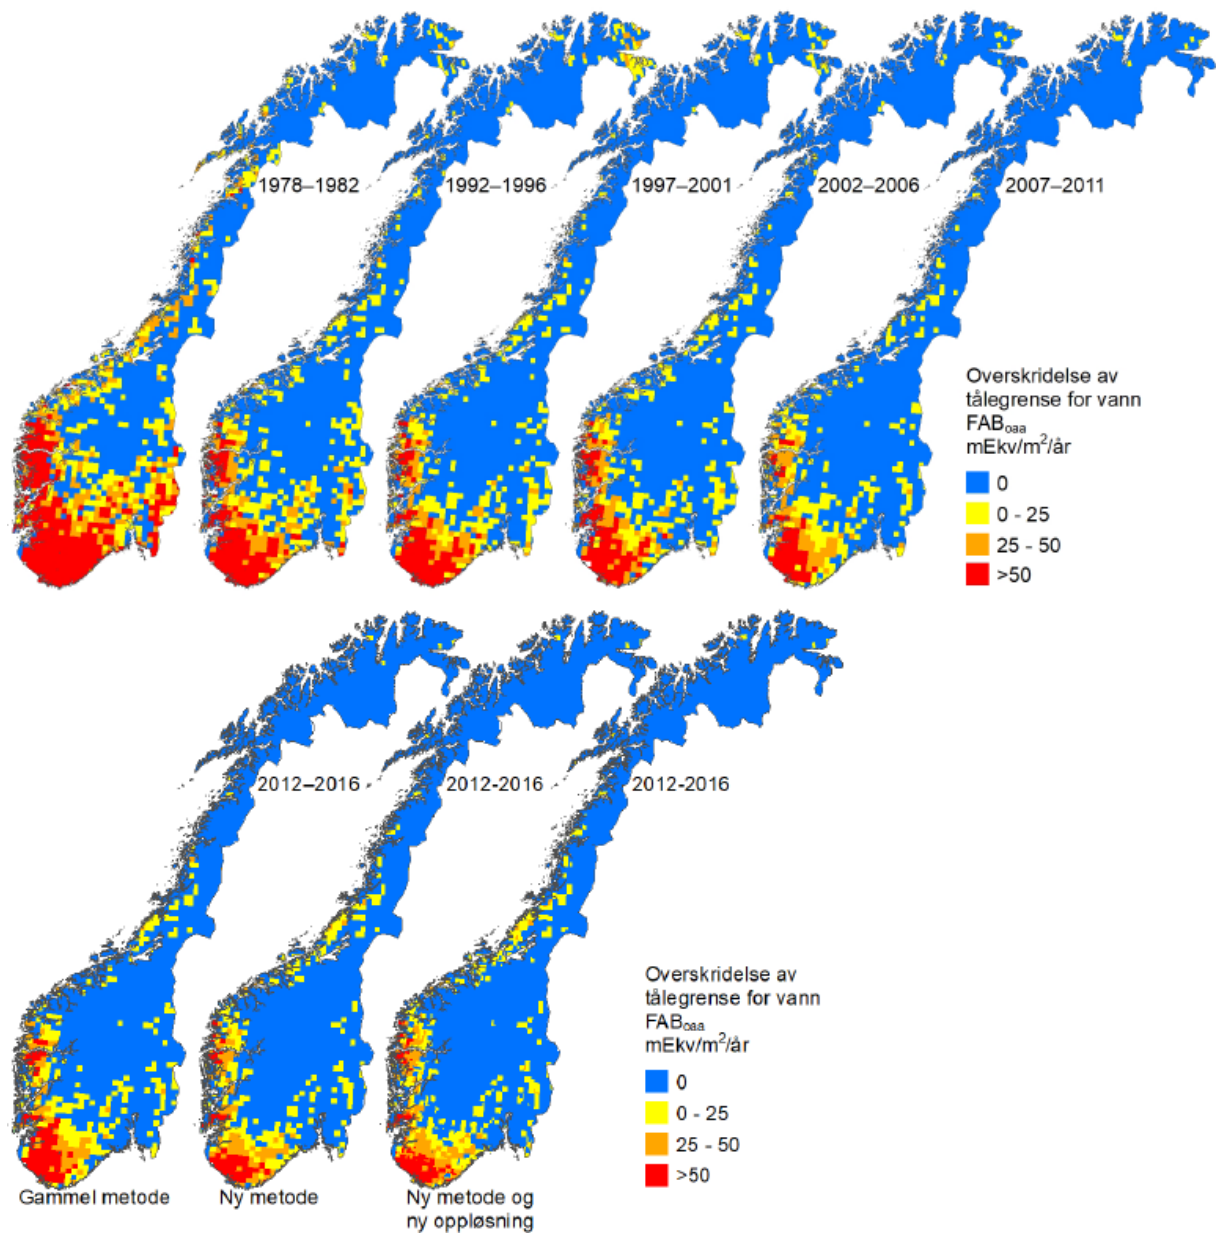 1978–1982
1992–1996
1997–2001
2002–2006
2007–2011
Overskridelse av
tålegrense for vann
FAB_oaa
mEkv/m²/år
0
0 - 25
25 - 50
>50
2012–2016
2012-2016
2012-2016
Overskridelse av
tålegrense for vann
FAB_oaa
mEkv/m²/år
0
0 - 25
25 - 50
>50
Gammel metode
Ny metode
Ny metode og
ny oppløsning